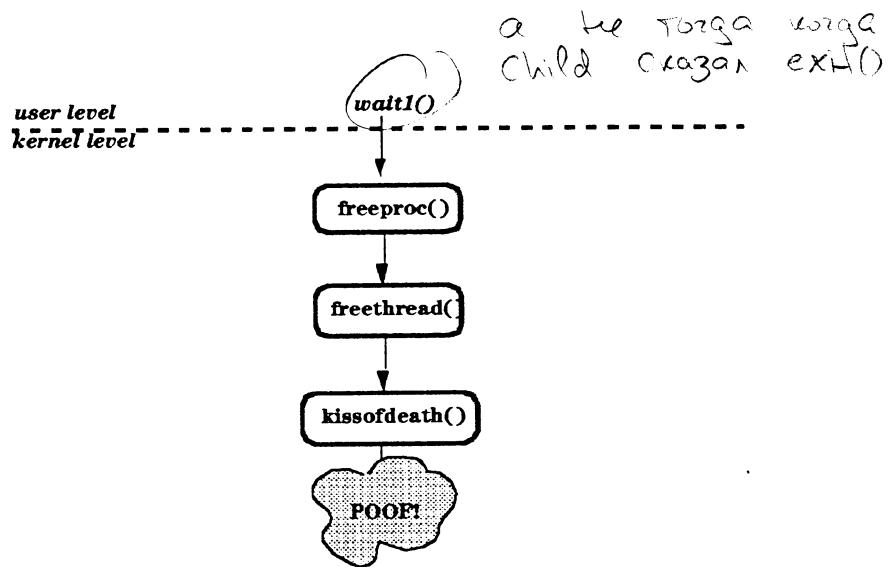 а не тогда когда
child сказал exit()
wait1()
user level
kernel level
freeproc()
freethread()
kissofdeath()
POOF!